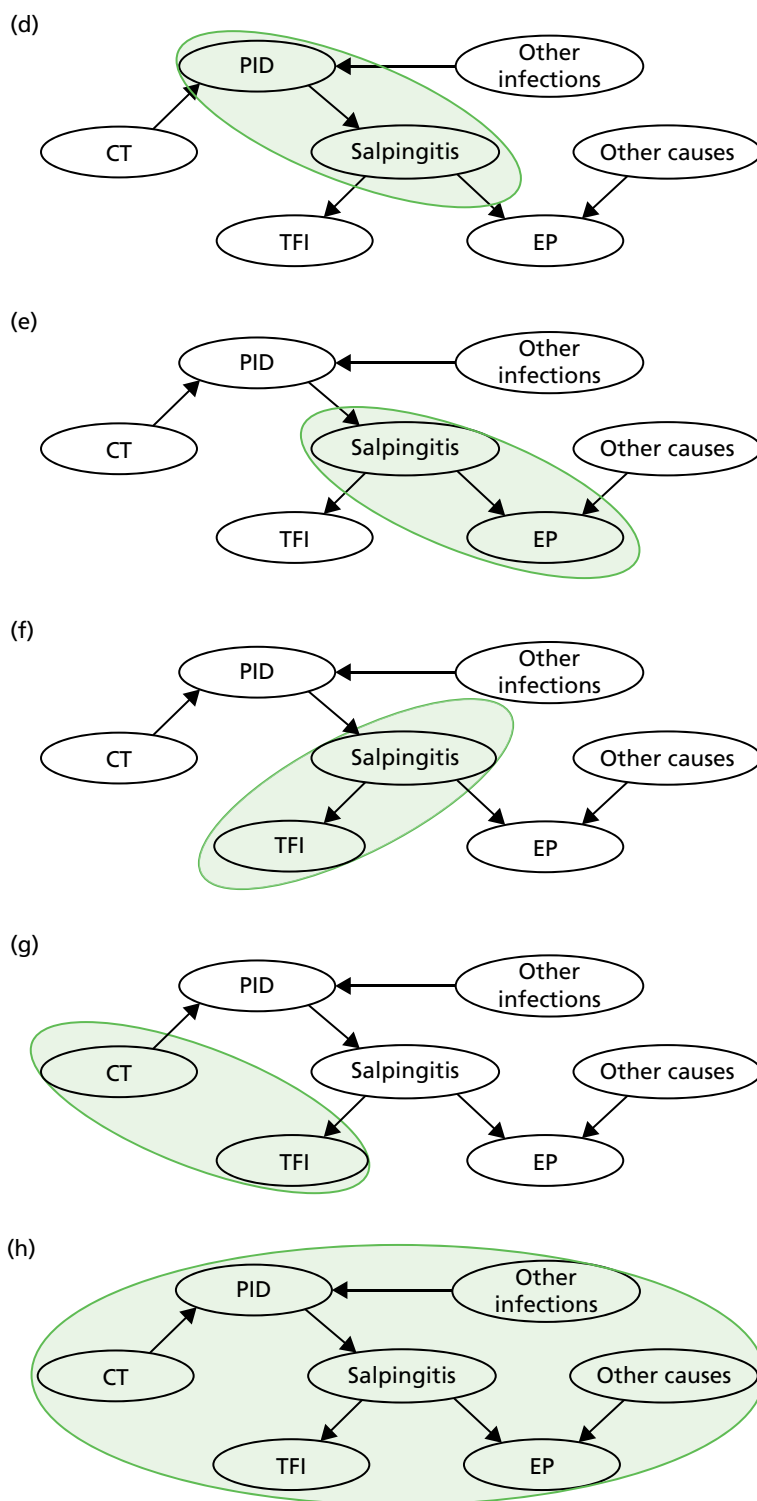 (d)
PID
Other
infections
CT
Salpingitis
Other causes
TFI
EP
(e)
PID
Other
infections
CT
Salpingitis
Other causes
TFI
EP
(f)
PID
Other
infections
CT
Salpingitis
Other causes
TFI
EP
(g)
PID
Other
infections
CT
Salpingitis
Other causes
TFI
EP
(h)
PID
Other
infections
CT
Salpingitis
Other causes
TFI
EP